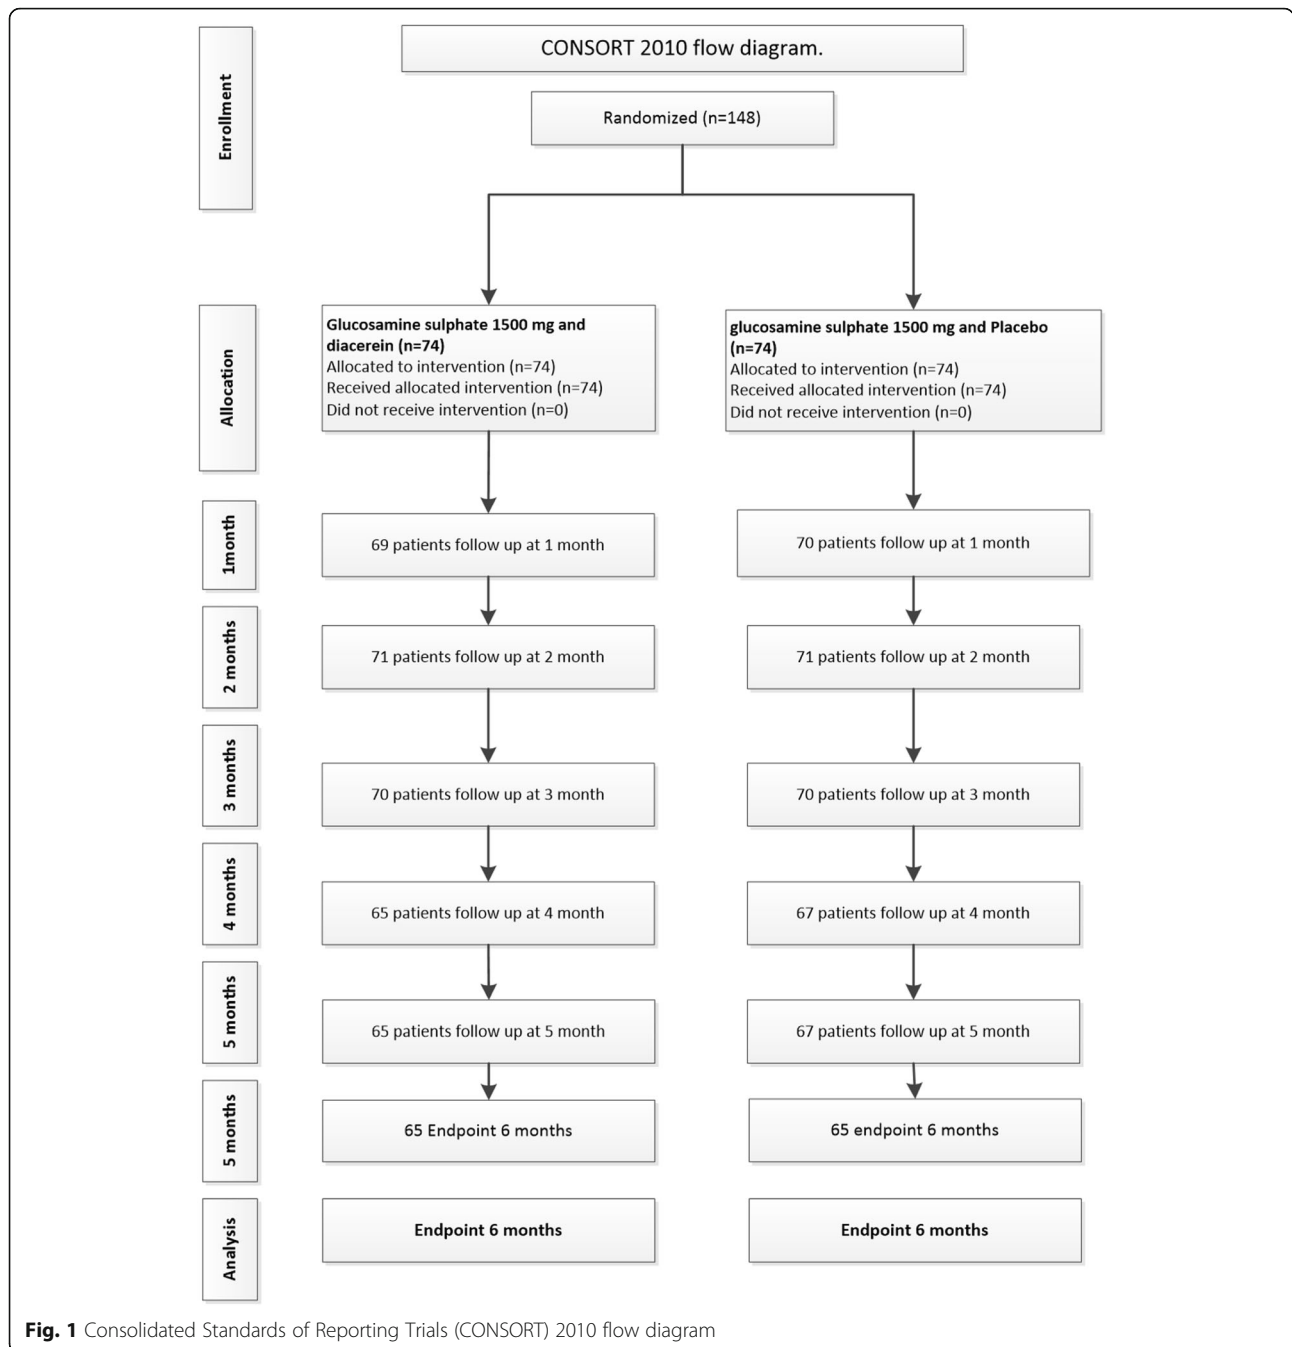 CONSORT 2010 flow diagram.
Enrollment
Randomized (n=148)
Allocation
Glucosamine sulphate 1500 mg and
diacerein (n=74)
Allocated to intervention (n=74)
Received allocated intervention (n=74)
Did not receive intervention (n=0)
glucosamine sulphate 1500 mg and Placebo
(n=74)
Allocated to intervention (n=74)
Received allocated intervention (n=74)
Did not receive intervention (n=0)
1month
69 patients follow up at 1 month
70 patients follow up at 1 month
2 months
71 patients follow up at 2 month
71 patients follow up at 2 month
3 months
70 patients follow up at 3 month
70 patients follow up at 3 month
4 months
65 patients follow up at 4 month
67 patients follow up at 4 month
5 months
65 patients follow up at 5 month
67 patients follow up at 5 month
5 months
65 Endpoint 6 months
65 endpoint 6 months
Analysis
Endpoint 6 months
Endpoint 6 months
Fig. 1 Consolidated Standards of Reporting Trials (CONSORT) 2010 flow diagram